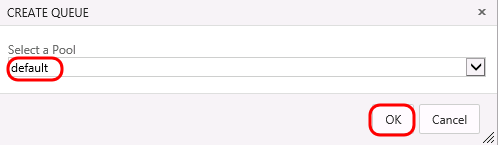 CREATE QUEUE ×
Select a Pool
default
OK Cancel